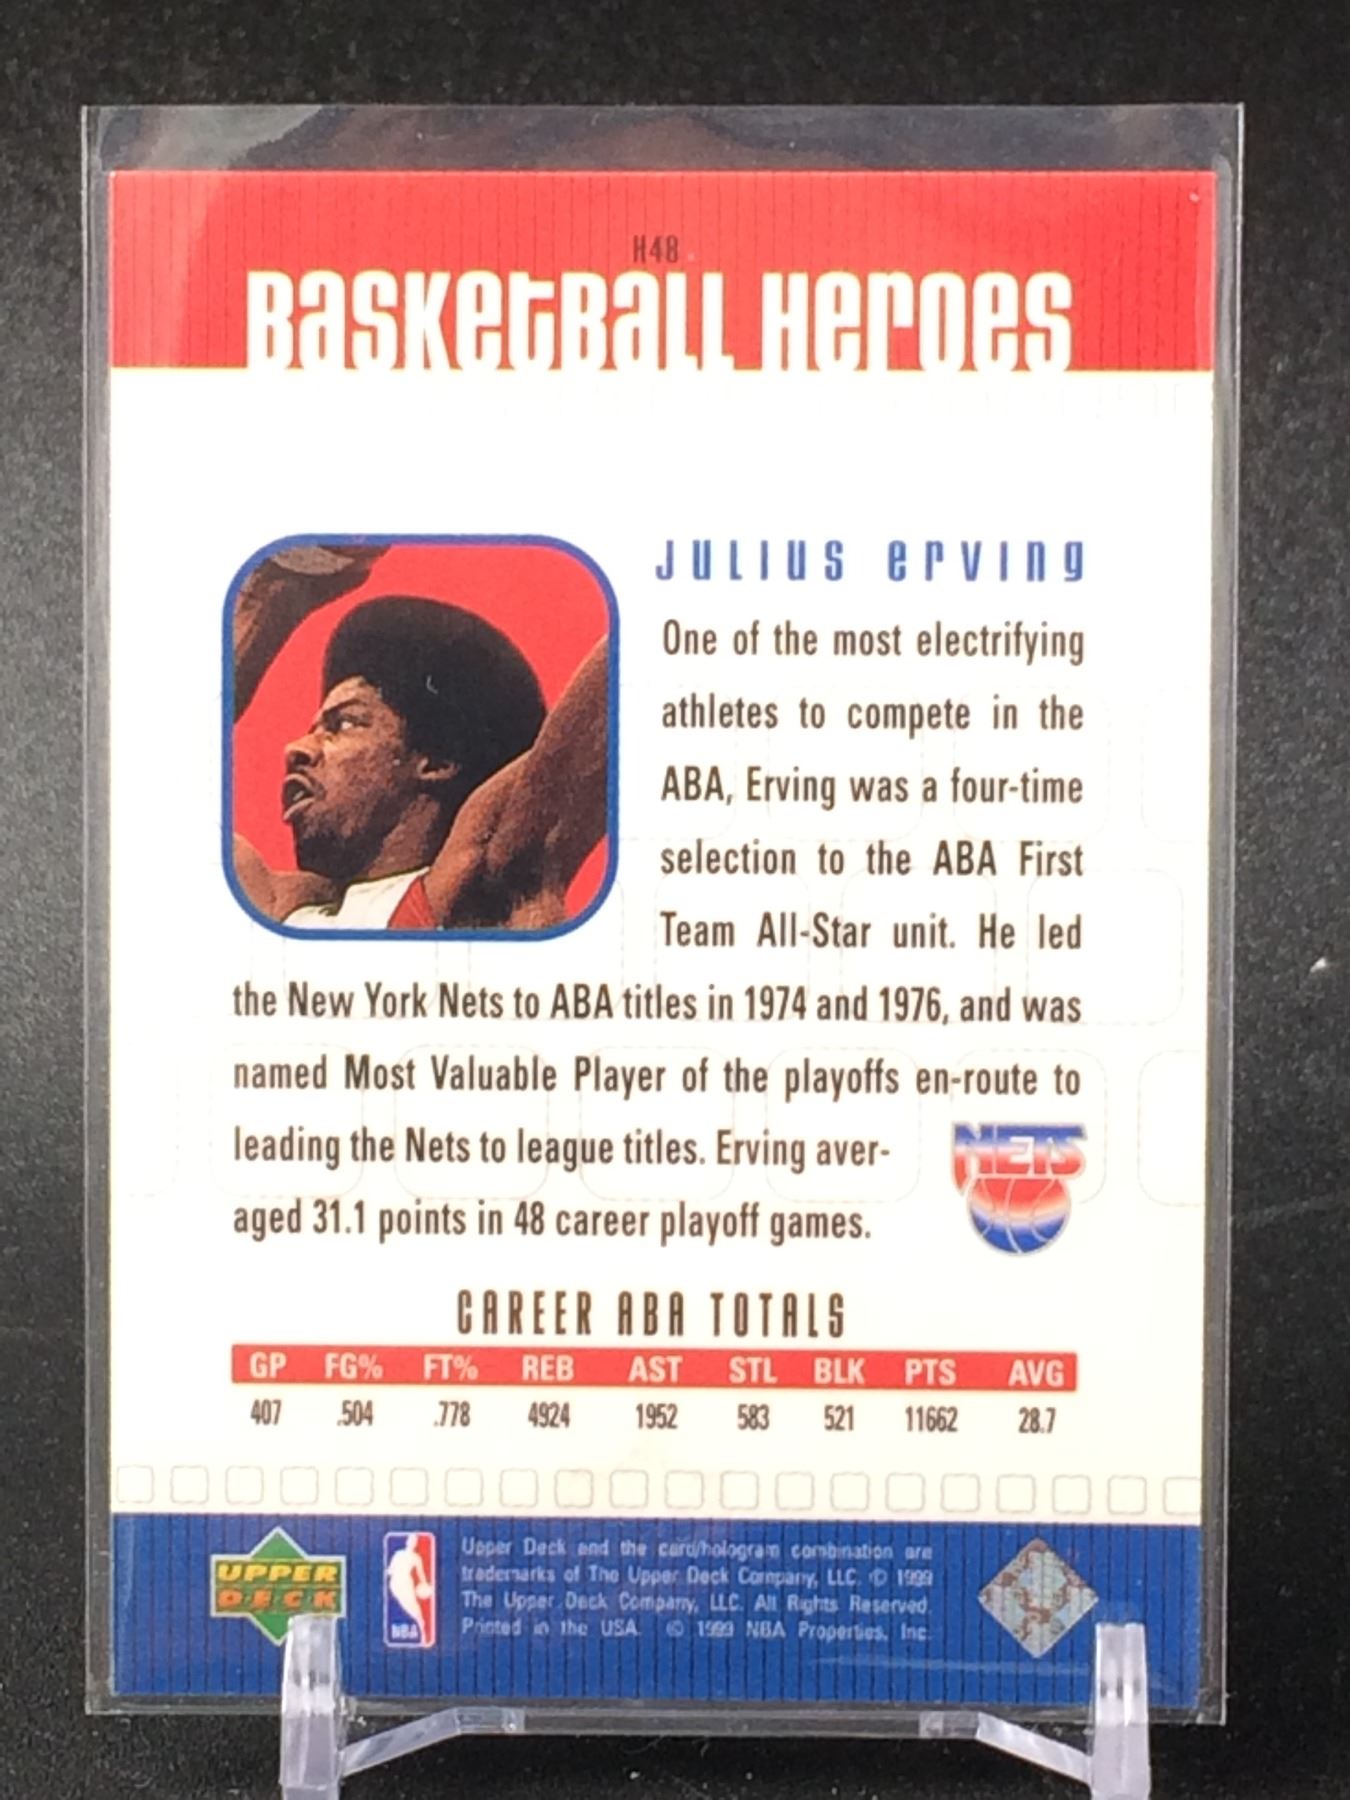 H48
BasketBall Heroes
Julius Erving
One of the most electrifying
athletes to compete in the
ABA, Erving was a four-time
selection to the ABA First
Team All-Star unit. He led
the New York Nets to ABA titles in 1974 and 1976, and was
named Most Valuable Player of the playoffs en-route to
leading the Nets to league titles. Erving aver-
aged 31.1 points in 48 career playoff games.
NETS
CAREER ABA TOTALS
GP FG% FT% REB AST STL BLK PTS AVG
407 .504 .778 4924 1952 583 521 11662 28.7
UPPER
DECK
NBA
Upper Deck and the card/hologram combination are
trademarks of The Upper Deck Company, LLC. © 1999
The Upper Deck Company, LLC. All Rights Reserved.
Printed in the USA. © 1999 NBA Properties, Inc.